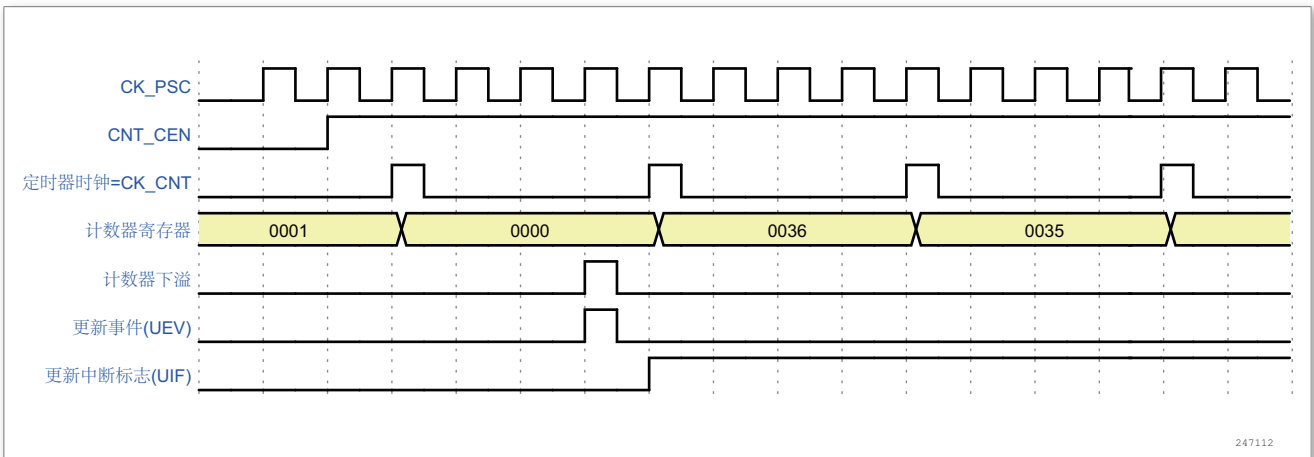 CK_PSC
CNT_CEN
定时器时钟=CK_CNT
计数器寄存器 0001 0000 0036 0035
计数器下溢
更新事件(UEV)
更新中断标志(UIF)
247112